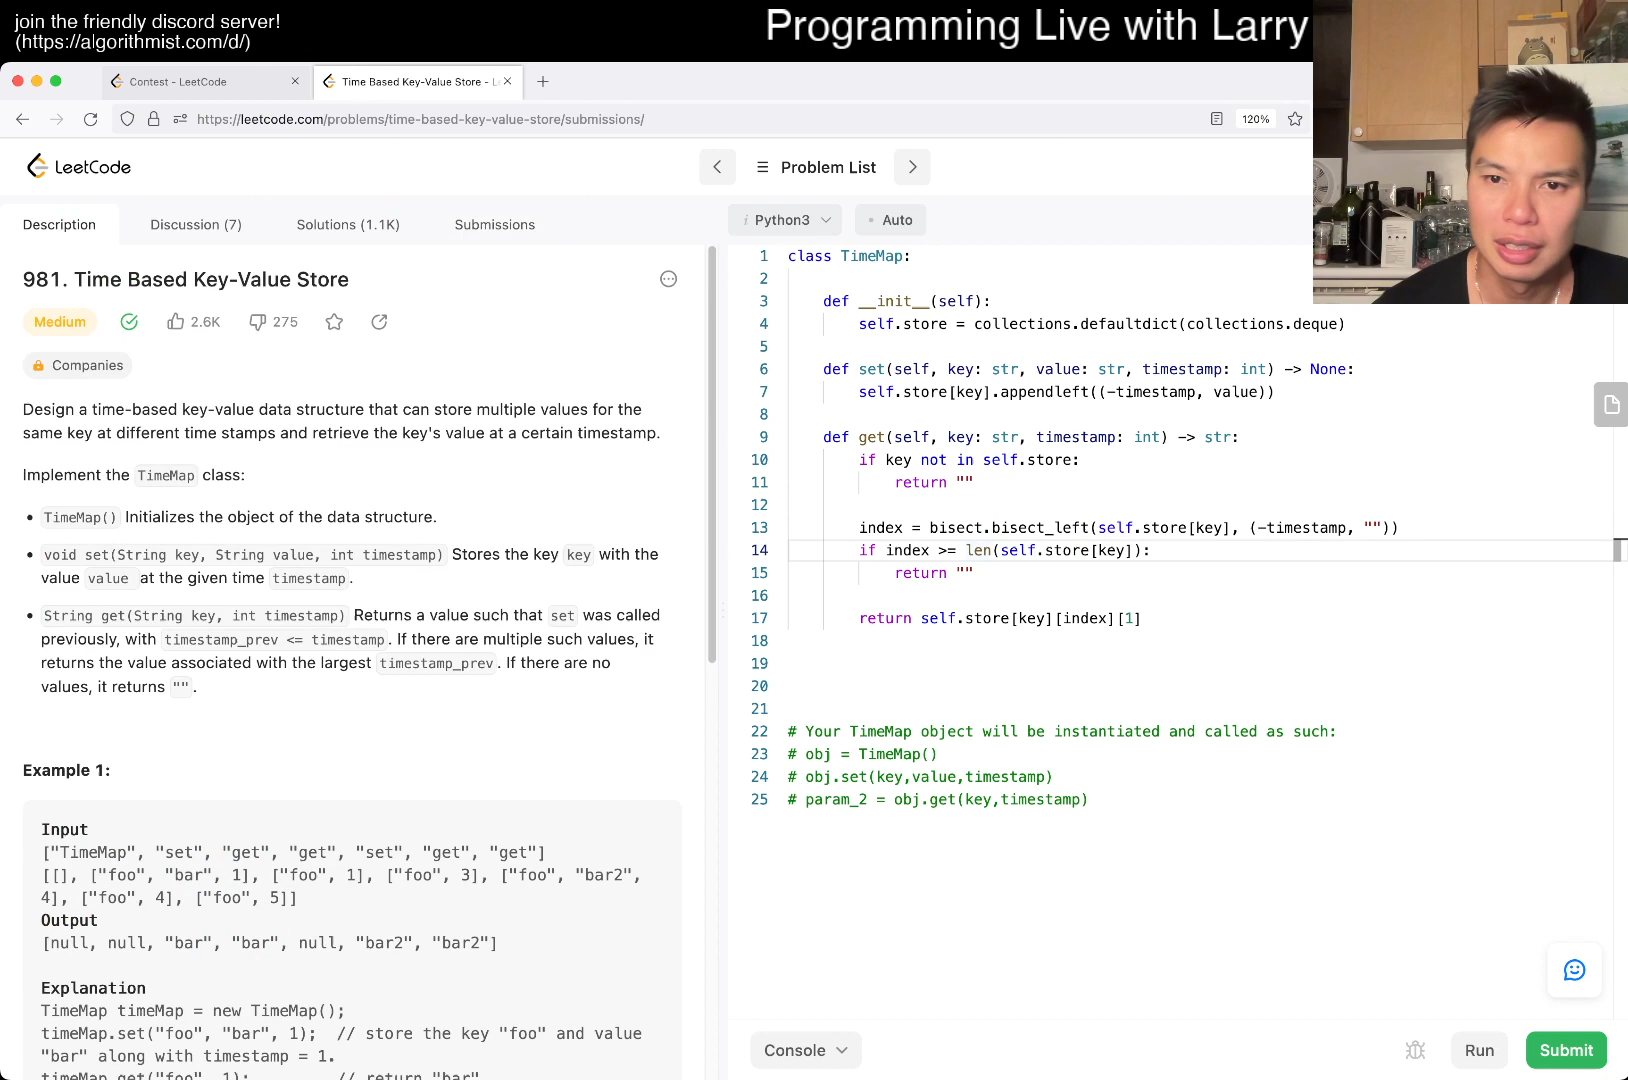 join the friendly discord server!
(https://algorithmist.com/d/)
Programming Live with Larry
Contest - LeetCode
Time Based Key-Value Store - L
https://leetcode.com/problems/time-based-key-value-store/submissions/
120%
LeetCode
Problem List
Description
Discussion (7)
Solutions (1.1K)
Submissions
i Python3
Auto
981. Time Based Key-Value Store
Medium
2.6K
275
Companies
Design a time-based key-value data structure that can store multiple values for the
same key at different time stamps and retrieve the key's value at a certain timestamp.
Implement the TimeMap class:
• TimeMap() Initializes the object of the data structure.
• void set(String key, String value, int timestamp) Stores the key key with the
value value at the given time timestamp.
• String get(String key, int timestamp) Returns a value such that set was called
previously, with timestamp_prev <= timestamp. If there are multiple such values, it
returns the value associated with the largest timestamp_prev. If there are no
values, it returns "".
Example 1:
Input
["TimeMap", "set", "get", "get", "set", "get", "get"]
[[], ["foo", "bar", 1], ["foo", 1], ["foo", 3], ["foo", "bar2",
4], ["foo", 4], ["foo", 5]]
Output
[null, null, "bar", "bar", null, "bar2", "bar2"]
Explanation
TimeMap timeMap = new TimeMap();
timeMap.set("foo", "bar", 1);  // store the key "foo" and value
"bar" along with timestamp = 1.
timeMap.get("foo", 1);         // return "bar"
1 class TimeMap:
2
3     def __init__(self):
4         self.store = collections.defaultdict(collections.deque)
5
6     def set(self, key: str, value: str, timestamp: int) -> None:
7         self.store[key].appendleft((-timestamp, value))
8
9     def get(self, key: str, timestamp: int) -> str:
10         if key not in self.store:
11             return ""
12
13         index = bisect.bisect_left(self.store[key], (-timestamp, ""))
14         if index >= len(self.store[key]):
15             return ""
16
17         return self.store[key][index][1]
18
19
20
21
22 # Your TimeMap object will be instantiated and called as such:
23 # obj = TimeMap()
24 # obj.set(key,value,timestamp)
25 # param_2 = obj.get(key,timestamp)
Console
Run
Submit